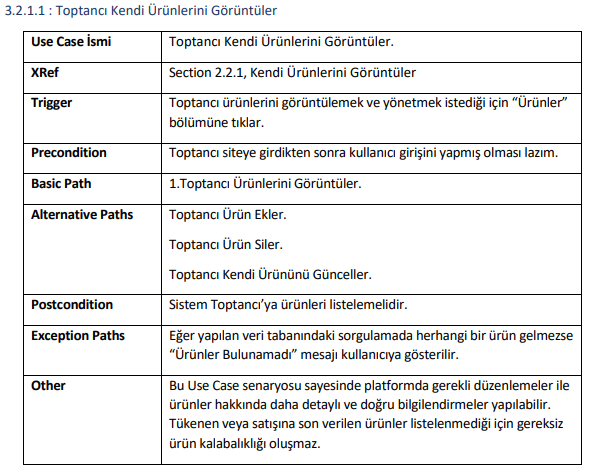 3.2.1.1 : Toptancı Kendi Ürünlerini Görüntüler
Use Case İsmi Toptancı Kendi Ürünlerini Görüntüler.
XRef Section 2.2.1, Kendi Ürünlerini Görüntüler
Trigger Toptancı ürünlerini görüntülemek ve yönetmek istediği için “Ürünler”
bölümüne tıklar.
Precondition Toptancı siteye girdikten sonra kullanıcı girişini yapmış olması lazım.
Basic Path 1.Toptancı Ürünlerini Görüntüler.
Alternative Paths Toptancı Ürün Ekler.
Toptancı Ürün Siler.
Toptancı Kendi Ürününü Günceller.
Postcondition Sistem Toptancı’ya ürünleri listelemelidir.
Exception Paths Eğer yapılan veri tabanındaki sorgulamada herhangi bir ürün gelmezse
“Ürünler Bulunamadı” mesajı kullanıcıya gösterilir.
Other Bu Use Case senaryosu sayesinde platformda gerekli düzenlemeler ile
ürünler hakkında daha detaylı ve doğru bilgilendirmeler yapılabilir.
Tükenen veya satışına son verilen ürünler listelenmediği için gereksiz
ürün kalabalıklığı oluşmaz.